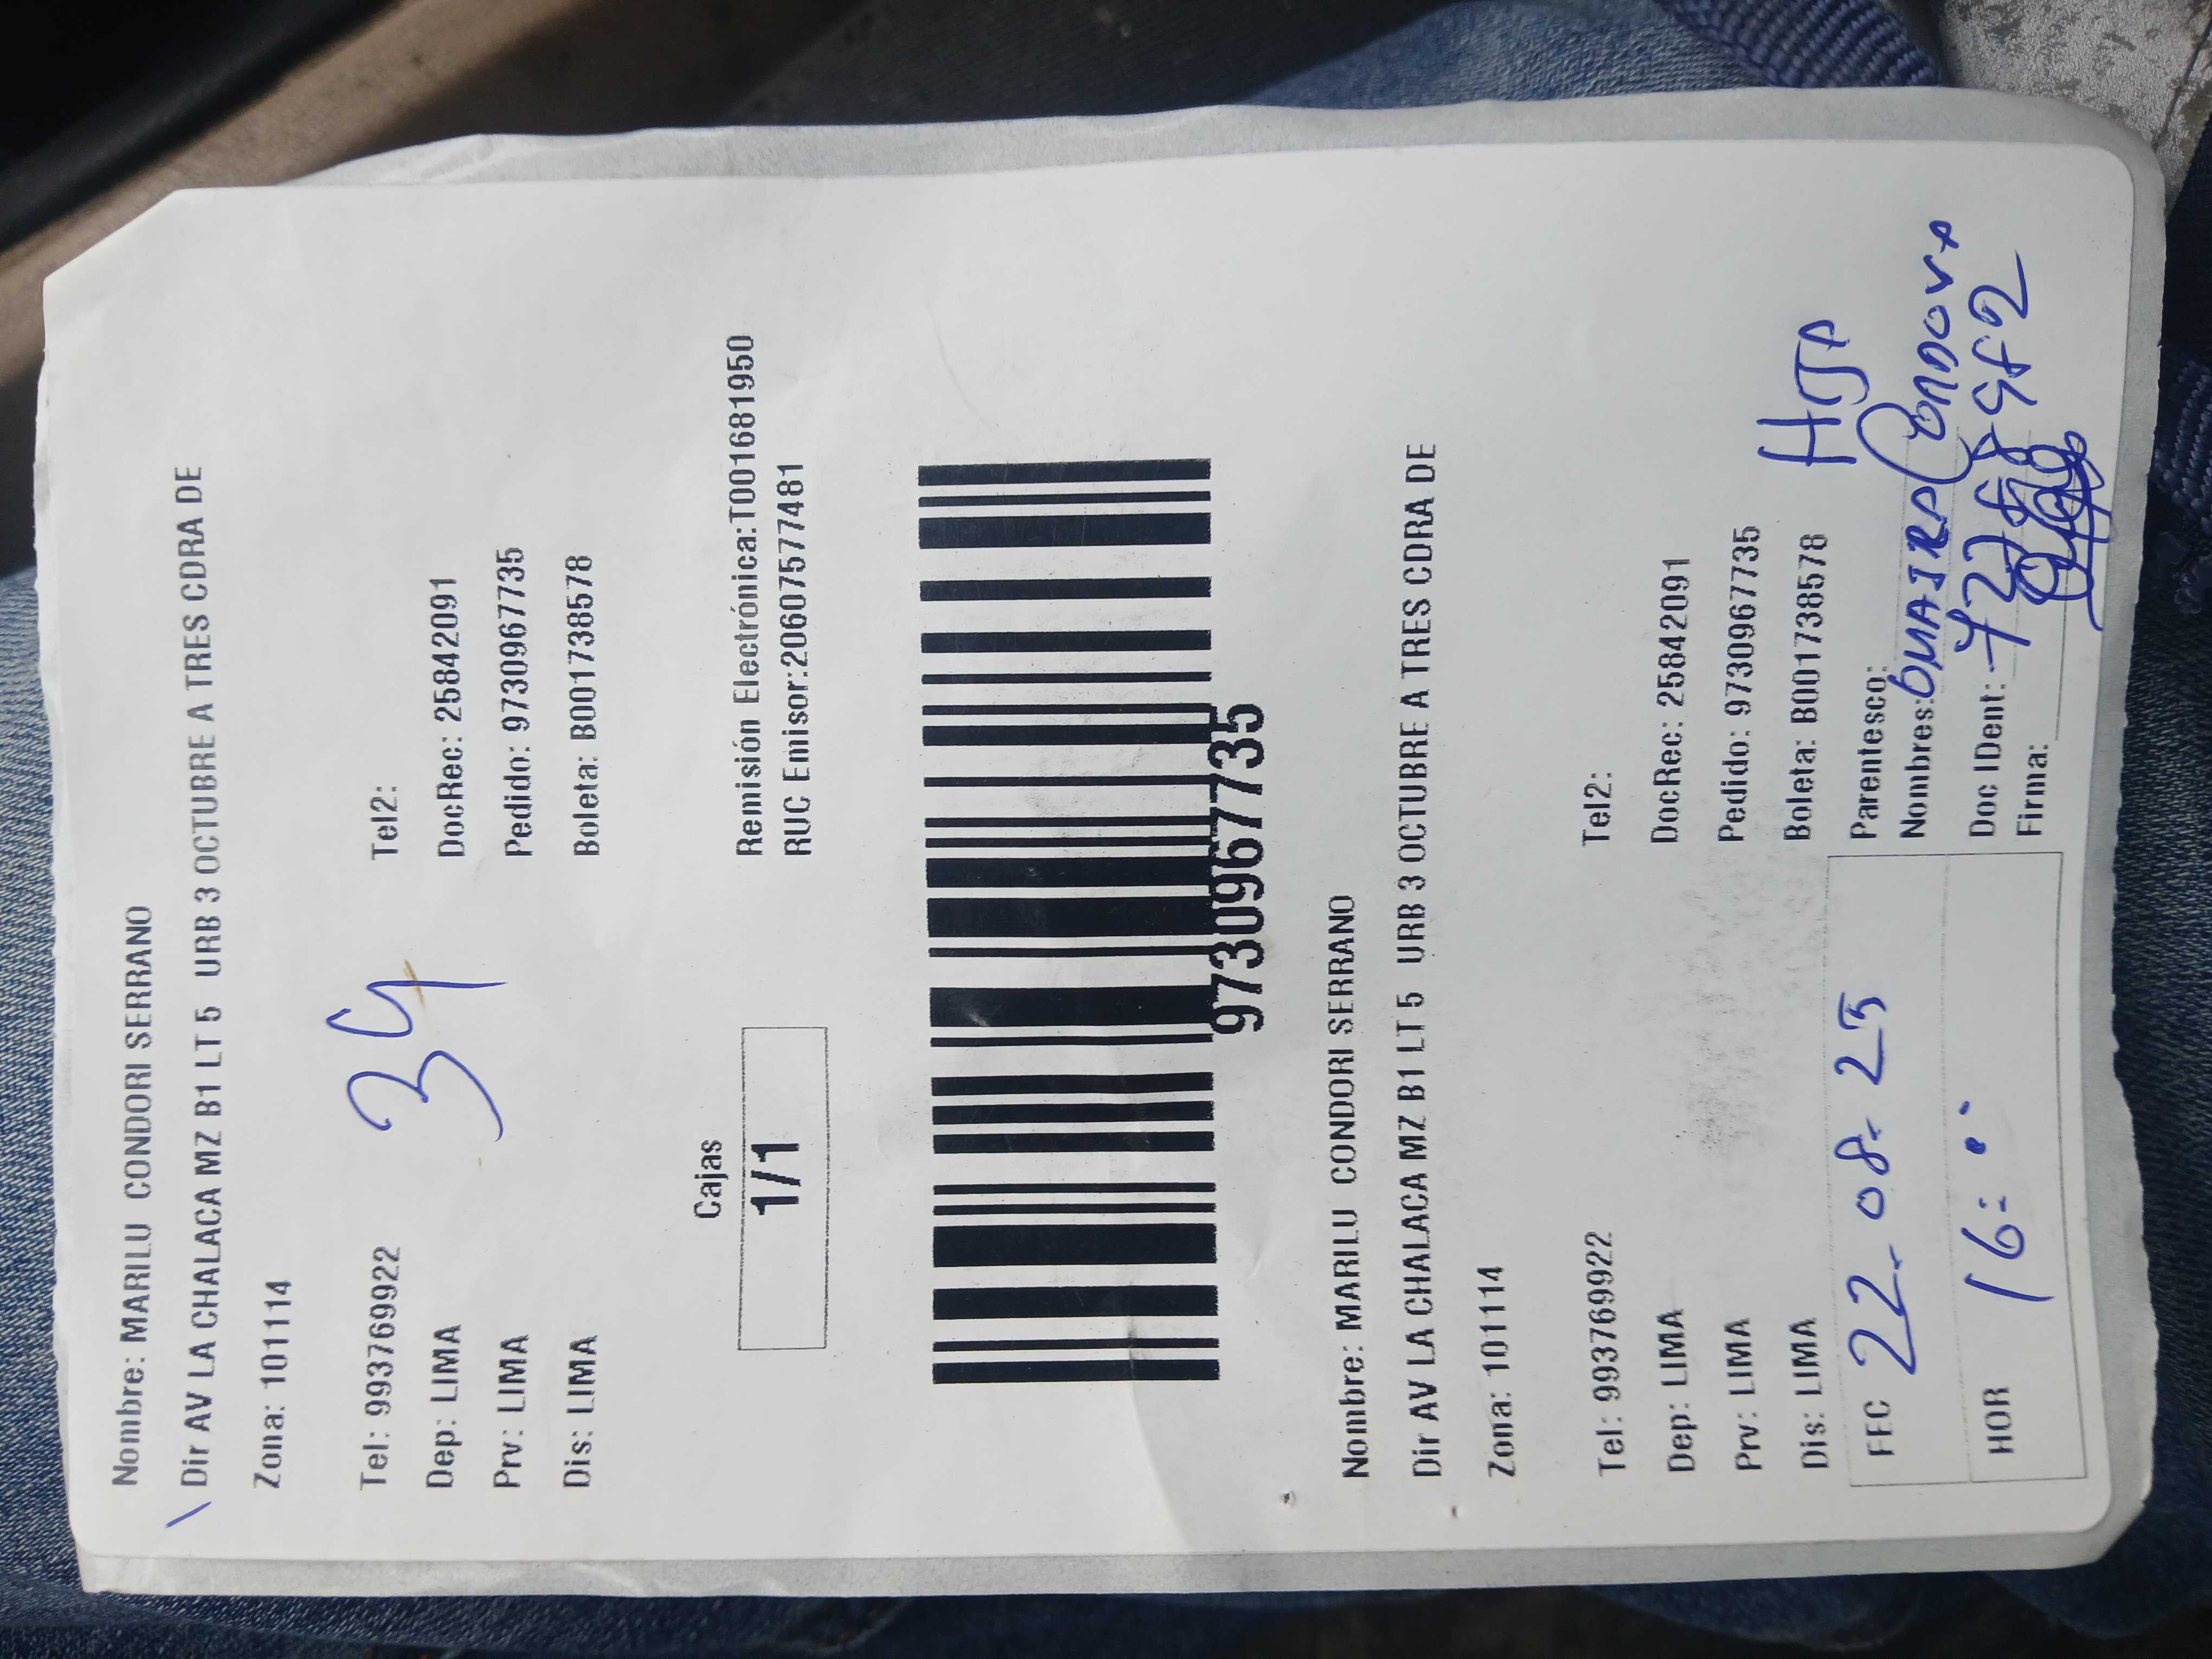 Nombre: MARILU CONDORI SERRANO
Dir AV LA CHALACA MZ B1 LT 5 URB 3 OCTUBRE A TRES CDRA DE
Zona: 101114
34
Tel: 993769922 Tel2:
Dep: LIMA DocRec: 25842091
Prv: LIMA Pedido: 9730967735
Dis: LIMA Boleta: B001738578
Cajas
1/1
Remisión Electrónica:T001681950
RUC Emisor:20607577481
9730967735
Nombre: MARILU CONDORI SERRANO
Dir AV LA CHALACA MZ B1 LT 5 URB 3 OCTUBRE A TRES CDRA DE
Zona: 101114
Tel: 993769922 Tel2:
Dep: LIMA DocRec: 25842091
Prv: LIMA Pedido: 9730967735
Dis: LIMA Boleta: B001738578
FEC 22.08.25 Parentesco: HIJA
Nombres: OMAIRA
HOR 16: Doc IDent:
Firma: